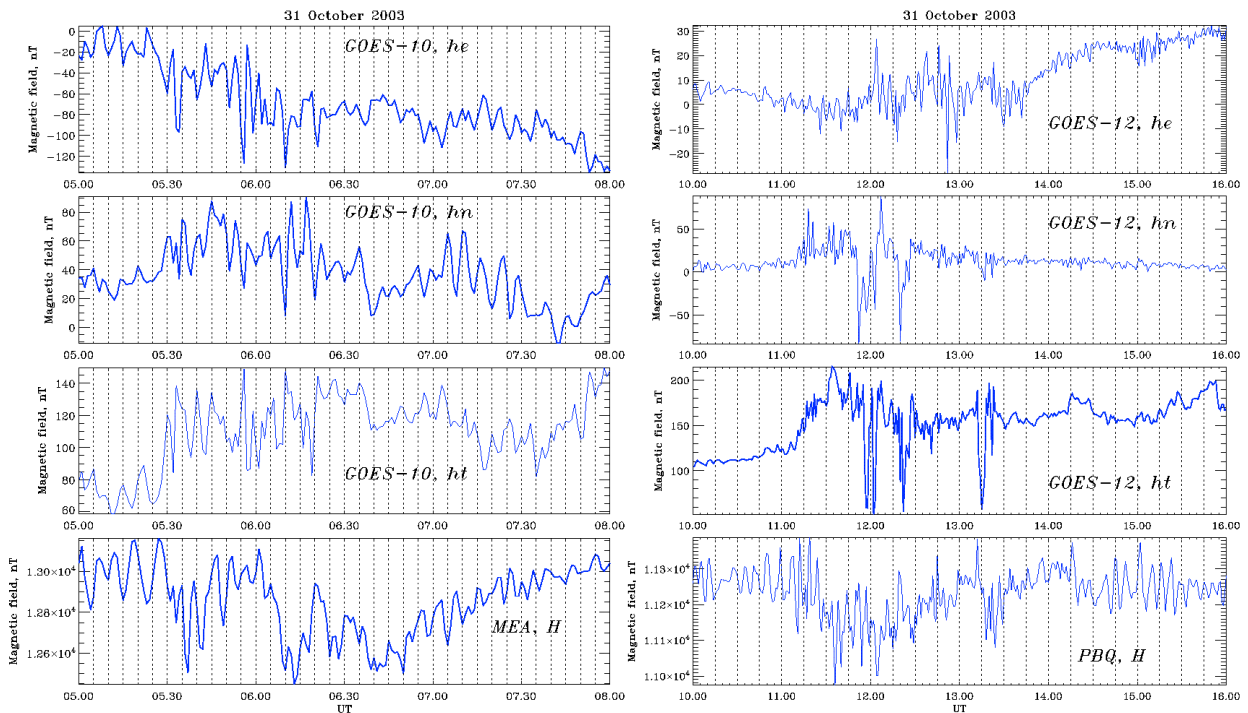 31 October 2003
Magnetic field, nT
0
-20
-40
-60
-80
-100
-120
GOES-10, he
05.00 05.30 06.00 06.30 07.00 07.30 08.00
Magnetic field, nT
80
60
40
20
0
GOES-10, hn
05.00 05.30 06.00 06.30 07.00 07.30 08.00
Magnetic field, nT
140
120
100
80
60
GOES-10, ht
05.00 05.30 06.00 06.30 07.00 07.30 08.00
Magnetic field, nT
1.30×10⁴
1.28×10⁴
1.26×10⁴
MEA, H
05.00 05.30 06.00 06.30 07.00 07.30 08.00
UT
31 October 2003
Magnetic field, nT
30
20
10
0
-10
-20
GOES-12, he
10.00 11.00 12.00 13.00 14.00 15.00 16.00
Magnetic field, nT
50
0
-50
GOES-12, hn
10.00 11.00 12.00 13.00 14.00 15.00 16.00
Magnetic field, nT
200
150
100
GOES-12, ht
10.00 11.00 12.00 13.00 14.00 15.00 16.00
Magnetic field, nT
1.13×10⁴
1.12×10⁴
1.11×10⁴
1.10×10⁴
PBQ, H
10.00 11.00 12.00 13.00 14.00 15.00 16.00
UT